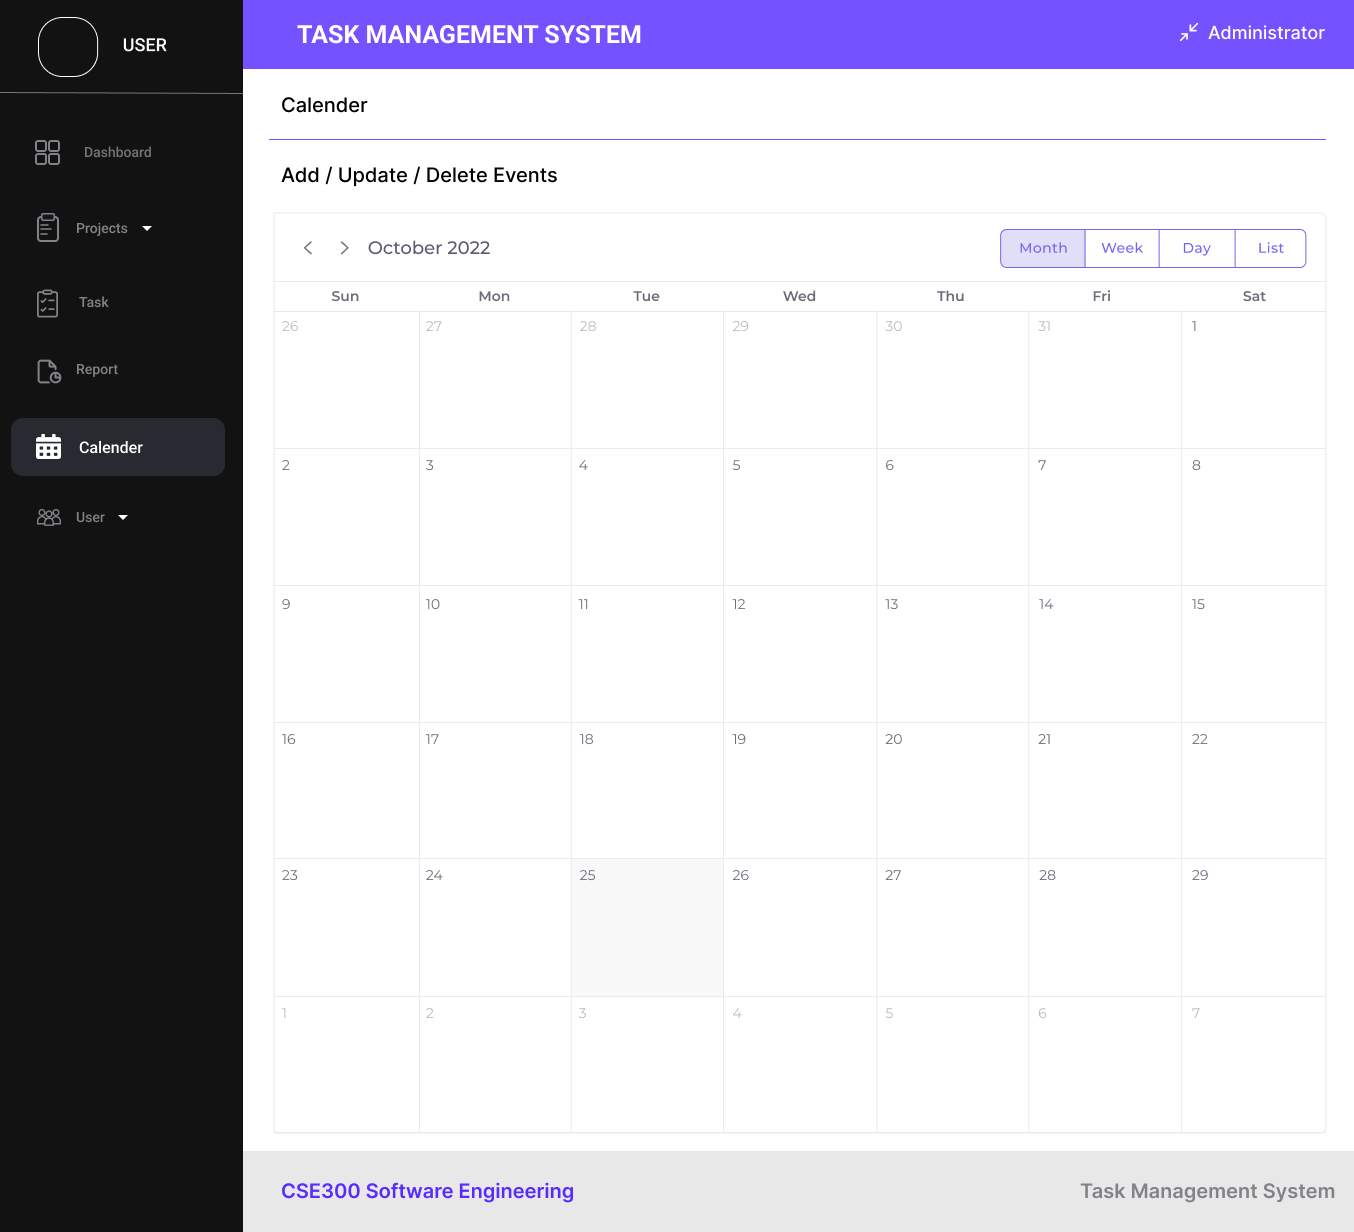 USER
TASK MANAGEMENT SYSTEM
Administrator
Dashboard
Projects
Task
Report
Calender
User
Calender
Add / Update / Delete Events
October 2022
Month Week Day List
Sun Mon Tue Wed Thu Fri Sat
26 27 28 29 30 31 1
2 3 4 5 6 7 8
9 10 11 12 13 14 15
16 17 18 19 20 21 22
23 24 25 26 27 28 29
1 2 3 4 5 6 7
CSE300 Software Engineering
Task Management System